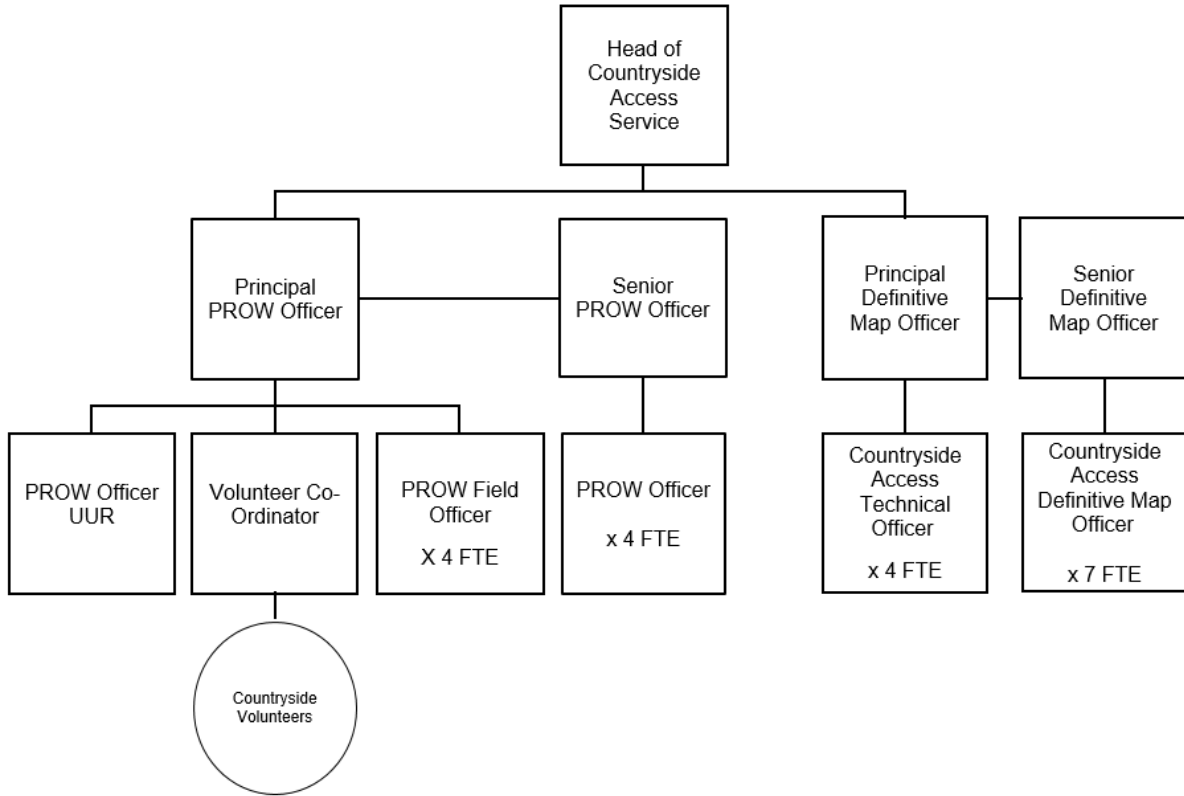 Head of
Countryside
Access
Service
Principal
PROW Officer
Senior
PROW Officer
Principal
Definitive
Map Officer
Senior
Definitive
Map Officer
PROW Officer
UUR
Volunteer Co-
Ordinator
PROW Field
Officer
X 4 FTE
PROW Officer
x 4 FTE
Countryside
Access
Technical
Officer
x 4 FTE
Countryside
Access
Definitive Map
Officer
x 7 FTE
Countryside
Volunteers